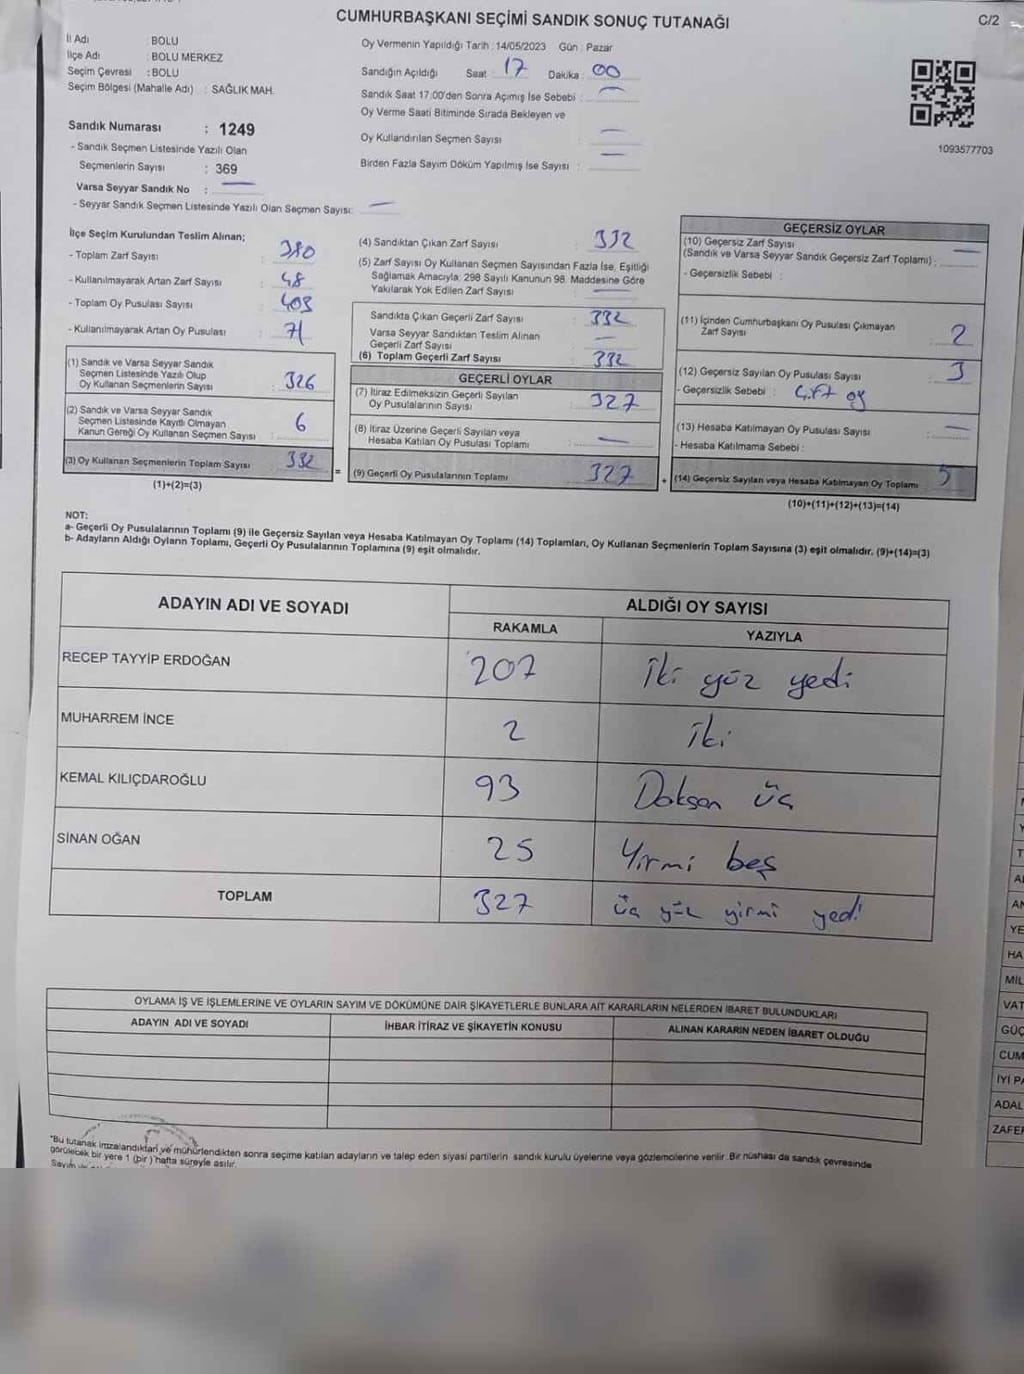 CUMHURBAŞKANI SEÇİMİ SANDIK SONUÇ TUTANAĞI
C/2
İl Adı : BOLU
İlçe Adı : BOLU MERKEZ
Seçim Çevresi : BOLU
Seçim Bölgesi (Mahalle Adı) : SAĞLIK MAH.
Oy Vermenin Yapıldığı Tarih : 14/05/2023 Gün : Pazar
Sandığın Açıldığı Saat : 17 Dakika : 00
Sandık Saat 17:00'den Sonra Açımış İse Sebebi : —
Oy Verme Saati Bitiminde Sırada Bekleyen ve
Oy Kullandırılan Seçmen Sayısı : —
Birden Fazla Sayım Döküm Yapılmış İse Sayısı : —
1093577703
Sandık Numarası : 1249
- Sandık Seçmen Listesinde Yazılı Olan
Seçmenlerin Sayısı : 369
Varsa Seyyar Sandık No : —
- Seyyar Sandık Seçmen Listesinde Yazılı Olan Seçmen Sayısı: —
İlçe Seçim Kurulundan Teslim Alınan;
- Toplam Zarf Sayısı : 380
- Kullanılmayarak Artan Zarf Sayısı : 48
- Toplam Oy Pusulası Sayısı : 403
- Kullanılmayarak Artan Oy Pusulası : 71
(1) Sandık ve Varsa Seyyar Sandık
Seçmen Listesinde Yazılı Olup
Oy Kullanan Seçmenlerin Sayısı : 326
(2) Sandık ve Varsa Seyyar Sandık
Seçmen Listesinde Kayıtlı Olmayan
Kanun Gereği Oy Kullanan Seçmen Sayısı : 6
(3) Oy Kullanan Seçmenlerin Toplam Sayısı 332
(1)+(2)=(3)
=
(4) Sandıktan Çıkan Zarf Sayısı : 332
(5) Zarf Sayısı Oy Kullanan Seçmen Sayısından Fazla İse, Eşitliği
Sağlamak Amacıyla; 298 Sayılı Kanunun 98. Maddesine Göre
Yakılarak Yok Edilen Zarf Sayısı : —
Sandıkta Çıkan Geçerli Zarf Sayısı : 332
Varsa Seyyar Sandıktan Teslim Alınan
Geçerli Zarf Sayısı : —
(6) Toplam Geçerli Zarf Sayısı : 332
GEÇERLİ OYLAR
(7) İtiraz Edilmeksizin Geçerli Sayılan
Oy Pusulalarının Sayısı : 327
(8) İtiraz Üzerine Geçerli Sayılan veya
Hesaba Katılan Oy Pusulası Toplamı : —
(9) Geçerli Oy Pusulalarının Toplamı 327
+
GEÇERSİZ OYLAR
(10) Geçersiz Zarf Sayısı
(Sandık ve Varsa Seyyar Sandık Geçersiz Zarf Toplamı) : —
- Geçersizlik Sebebi :
(11) İçinden Cumhurbaşkanı Oy Pusulası Çıkmayan
Zarf Sayısı : 2
(12) Geçersiz Sayılan Oy Pusulası Sayısı : 3
- Geçersizlik Sebebi : Çift oy
(13) Hesaba Katılmayan Oy Pusulası Sayısı : —
- Hesaba Katılmama Sebebi :
(14) Geçersiz Sayılan veya Hesaba Katılmayan Oy Toplamı 5
(10)+(11)+(12)+(13)=(14)
NOT:
a- Geçerli Oy Pusulalarının Toplamı (9) ile Geçersiz Sayılan veya Hesaba Katılmayan Oy Toplamı (14) Toplamları, Oy Kullanan Seçmenlerin Toplam Sayısına (3) eşit olmalıdır. (9)+(14)=(3)
b- Adayların Aldığı Oyların Toplamı, Geçerli Oy Pusulalarının Toplamına (9) eşit olmalıdır.
ADAYIN ADI VE SOYADI
ALDIĞI OY SAYISI
RAKAMLA YAZIYLA
RECEP TAYYİP ERDOĞAN 207 iki yüz yedi
MUHARREM İNCE 2 iki
KEMAL KILIÇDAROĞLU 93 Doksan üç
SİNAN OĞAN 25 Yirmi beş
TOPLAM 327 üç yüz yirmi yedi
OYLAMA İŞ VE İŞLEMLERİNE VE OYLARIN SAYIM VE DÖKÜMÜNE DAİR ŞİKAYETLERLE BUNLARA AİT KARARLARIN NELERDEN İBARET BULUNDUKLARI
ADAYIN ADI VE SOYADI İHBAR İTİRAZ VE ŞİKAYETİN KONUSU ALINAN KARARIN NEDEN İBARET OLDUĞU
*Bu tutanak imzalandıktan ve mühürlendikten sonra seçime katılan adayların ve talep eden siyasi partilerin sandık kurulu üyelerine veya gözlemcilerine verilir. Bir nüshası da sandık çevresinde
görülecek bir yere 1 (bir) hafta süreyle asılır.
AN
YE
HA
MİL
VAT
GÜÇ
CUM
İYİ PA
ADAL
ZAFER